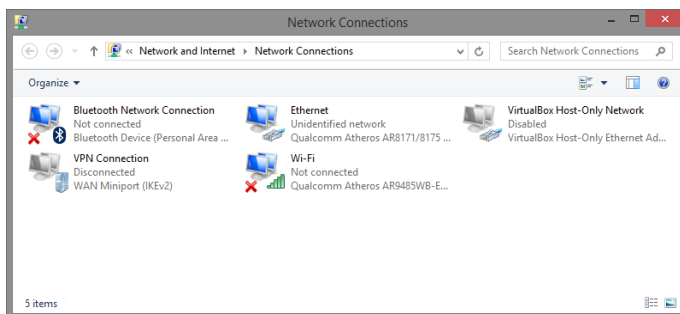 Network Connections
« Network and Internet ▸ Network Connections
Search Network Connections
Organize ▾
Bluetooth Network Connection
Not connected
Bluetooth Device (Personal Area ...
Ethernet
Unidentified network
Qualcomm Atheros AR8171/8175 ...
VirtualBox Host-Only Network
Disabled
VirtualBox Host-Only Ethernet Ad...
VPN Connection
Disconnected
WAN Miniport (IKEv2)
Wi-Fi
Not connected
Qualcomm Atheros AR9485WB-E...
5 items